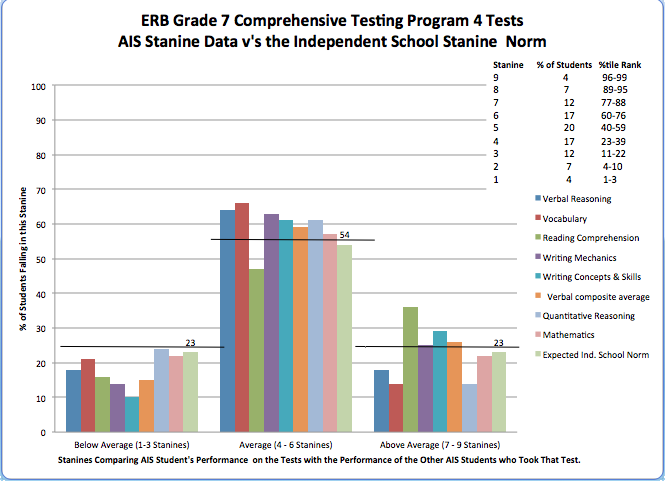 ERB Grade 7 Comprehensive Testing Program 4 Tests
AIS Stanine Data v's the Independent School Stanine Norm
Stanine % of Students %tile Rank
9 4 96-99
8 7 89-95
7 12 77-88
6 17 60-76
5 20 40-59
4 17 23-39
3 12 11-22
2 7 4-10
1 4 1-3
% of Students Falling in this Stanine
100
90
80
70
60
50
40
30
20
10
0
23
54
23
Verbal Reasoning
Vocabulary
Reading Comprehension
Writing Mechanics
Writing Concepts & Skills
Verbal composite average
Quantitative Reasoning
Mathematics
Expected Ind. School Norm
Below Average (1-3 Stanines)
Average (4 - 6 Stanines)
Above Average (7 - 9 Stanines)
Stanines Comparing AIS Student's Performance on the Tests with the Performance of the Other AIS Students who Took That Test.